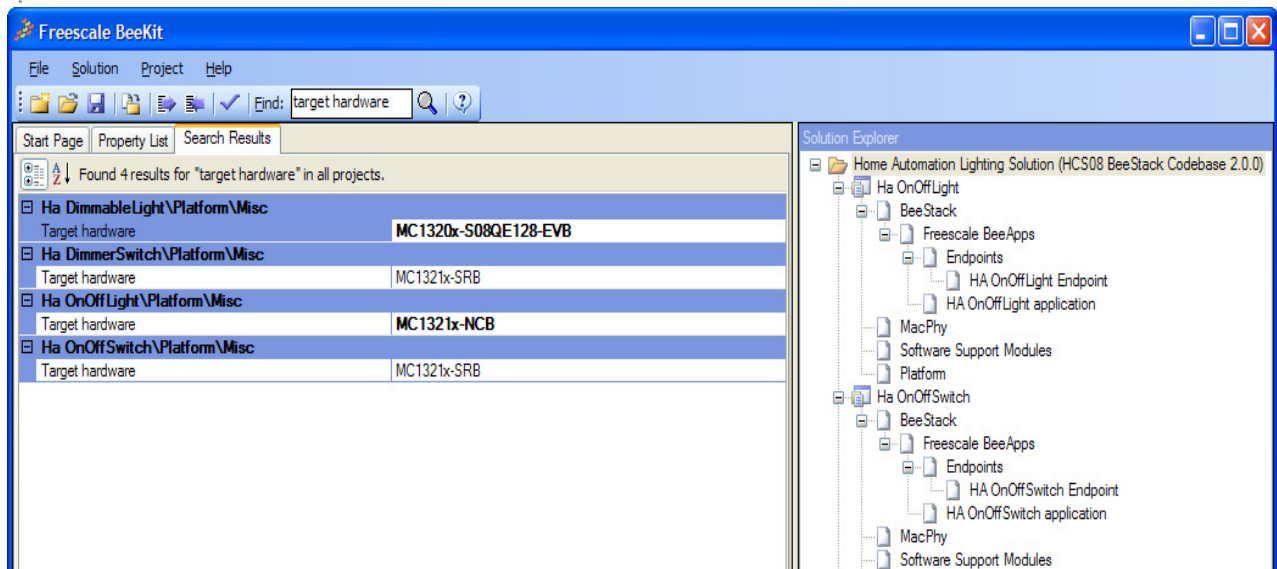 Freescale BeeKit
File Solution Project Help
Find: target hardware
Start Page Property List Search Results
Found 4 results for "target hardware" in all projects.
Ha DimmableLight\Platform\Misc
Target hardware MC1320x-S08QE128-EVB
Ha DimmerSwitch\Platform\Misc
Target hardware MC1321x-SRB
Ha OnOffLight\Platform\Misc
Target hardware MC1321x-NCB
Ha OnOffSwitch\Platform\Misc
Target hardware MC1321x-SRB
Solution Explorer
Home Automation Lighting Solution (HCS08 BeeStack Codebase 2.0.0)
Ha OnOffLight
BeeStack
Freescale BeeApps
Endpoints
HA OnOffLight Endpoint
HA OnOffLight application
MacPhy
Software Support Modules
Platform
Ha OnOffSwitch
BeeStack
Freescale BeeApps
Endpoints
HA OnOffSwitch Endpoint
HA OnOffSwitch application
MacPhy
Software Support Modules